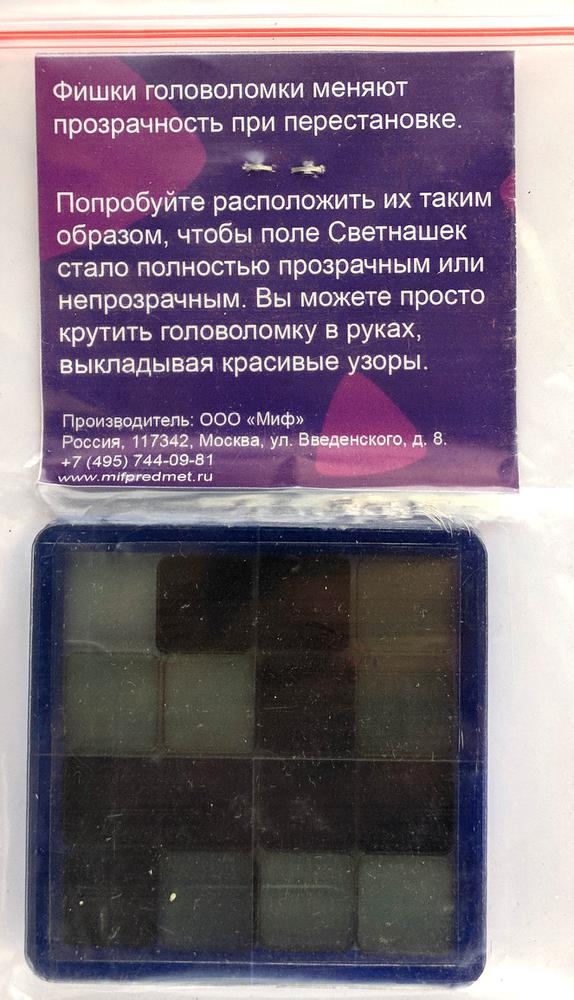 Фишки головоломки меняют
прозрачность при перестановке.
Попробуйте расположить их таким
образом, чтобы поле Светнашек
стало полностью прозрачным или
непрозрачным. Вы можете просто
крутить головоломку в руках,
выкладывая красивые узоры.
Производитель: ООО «Миф»
Россия, 117342, Москва, ул. Введенского, д. 8.
+7 (495) 744-09-81
www.mifpredmet.ru